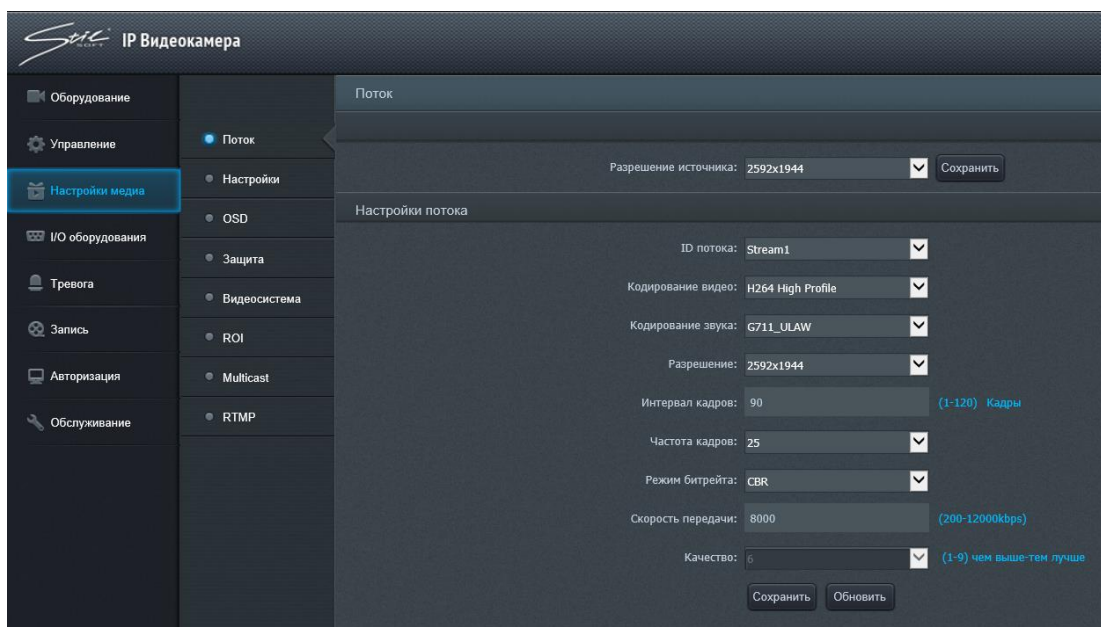 Stil SOFT IP Видеокамера
Оборудование
Управление
Настройки медиа
I/O оборудования
Тревога
Запись
Авторизация
Обслуживание
Поток
Настройки
OSD
Защита
Видеосистема
ROI
Multicast
RTMP
Поток
Разрешение источника: 2592x1944 Сохранить
Настройки потока
ID потока: Stream1
Кодирование видео: H264 High Profile
Кодирование звука: G711_ULAW
Разрешение: 2592x1944
Интервал кадров: 90 (1-120) Кадры
Частота кадров: 25
Режим битрейта: CBR
Скорость передачи: 8000 (200-12000kbps)
Качество: 6 (1-9) чем выше-тем лучше
Сохранить Обновить